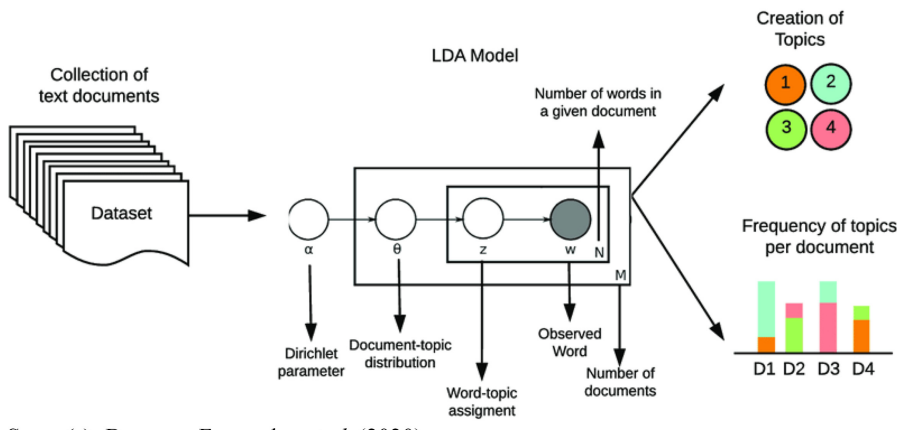 Collection of
text documents
Dataset
LDA Model
Number of words in
a given document
α
θ
z
w
N
M
Dirichlet
parameter
Document-topic
distribution
Word-topic
assigment
Observed
Word
Number of
documents
Creation of
Topics
1
2
3
4
Frequency of topics
per document
D1 D2 D3 D4
(2020)